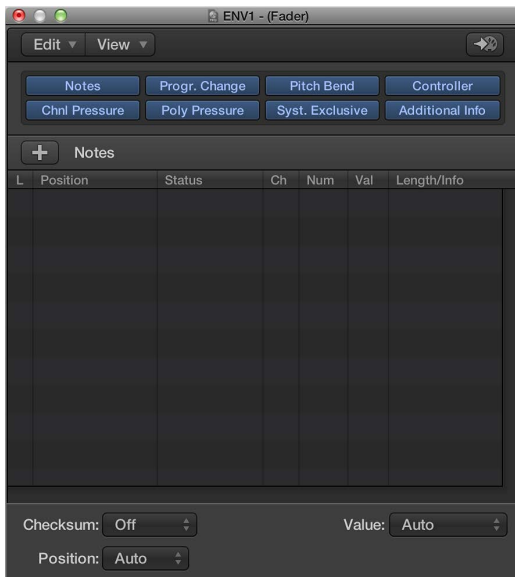 ENV1 - (Fader)
Edit View
Notes Progr. Change Pitch Bend Controller
Chnl Pressure Poly Pressure Syst. Exclusive Additional Info
+ Notes
L Position Status Ch Num Val Length/Info
Checksum: Off Value: Auto
Position: Auto